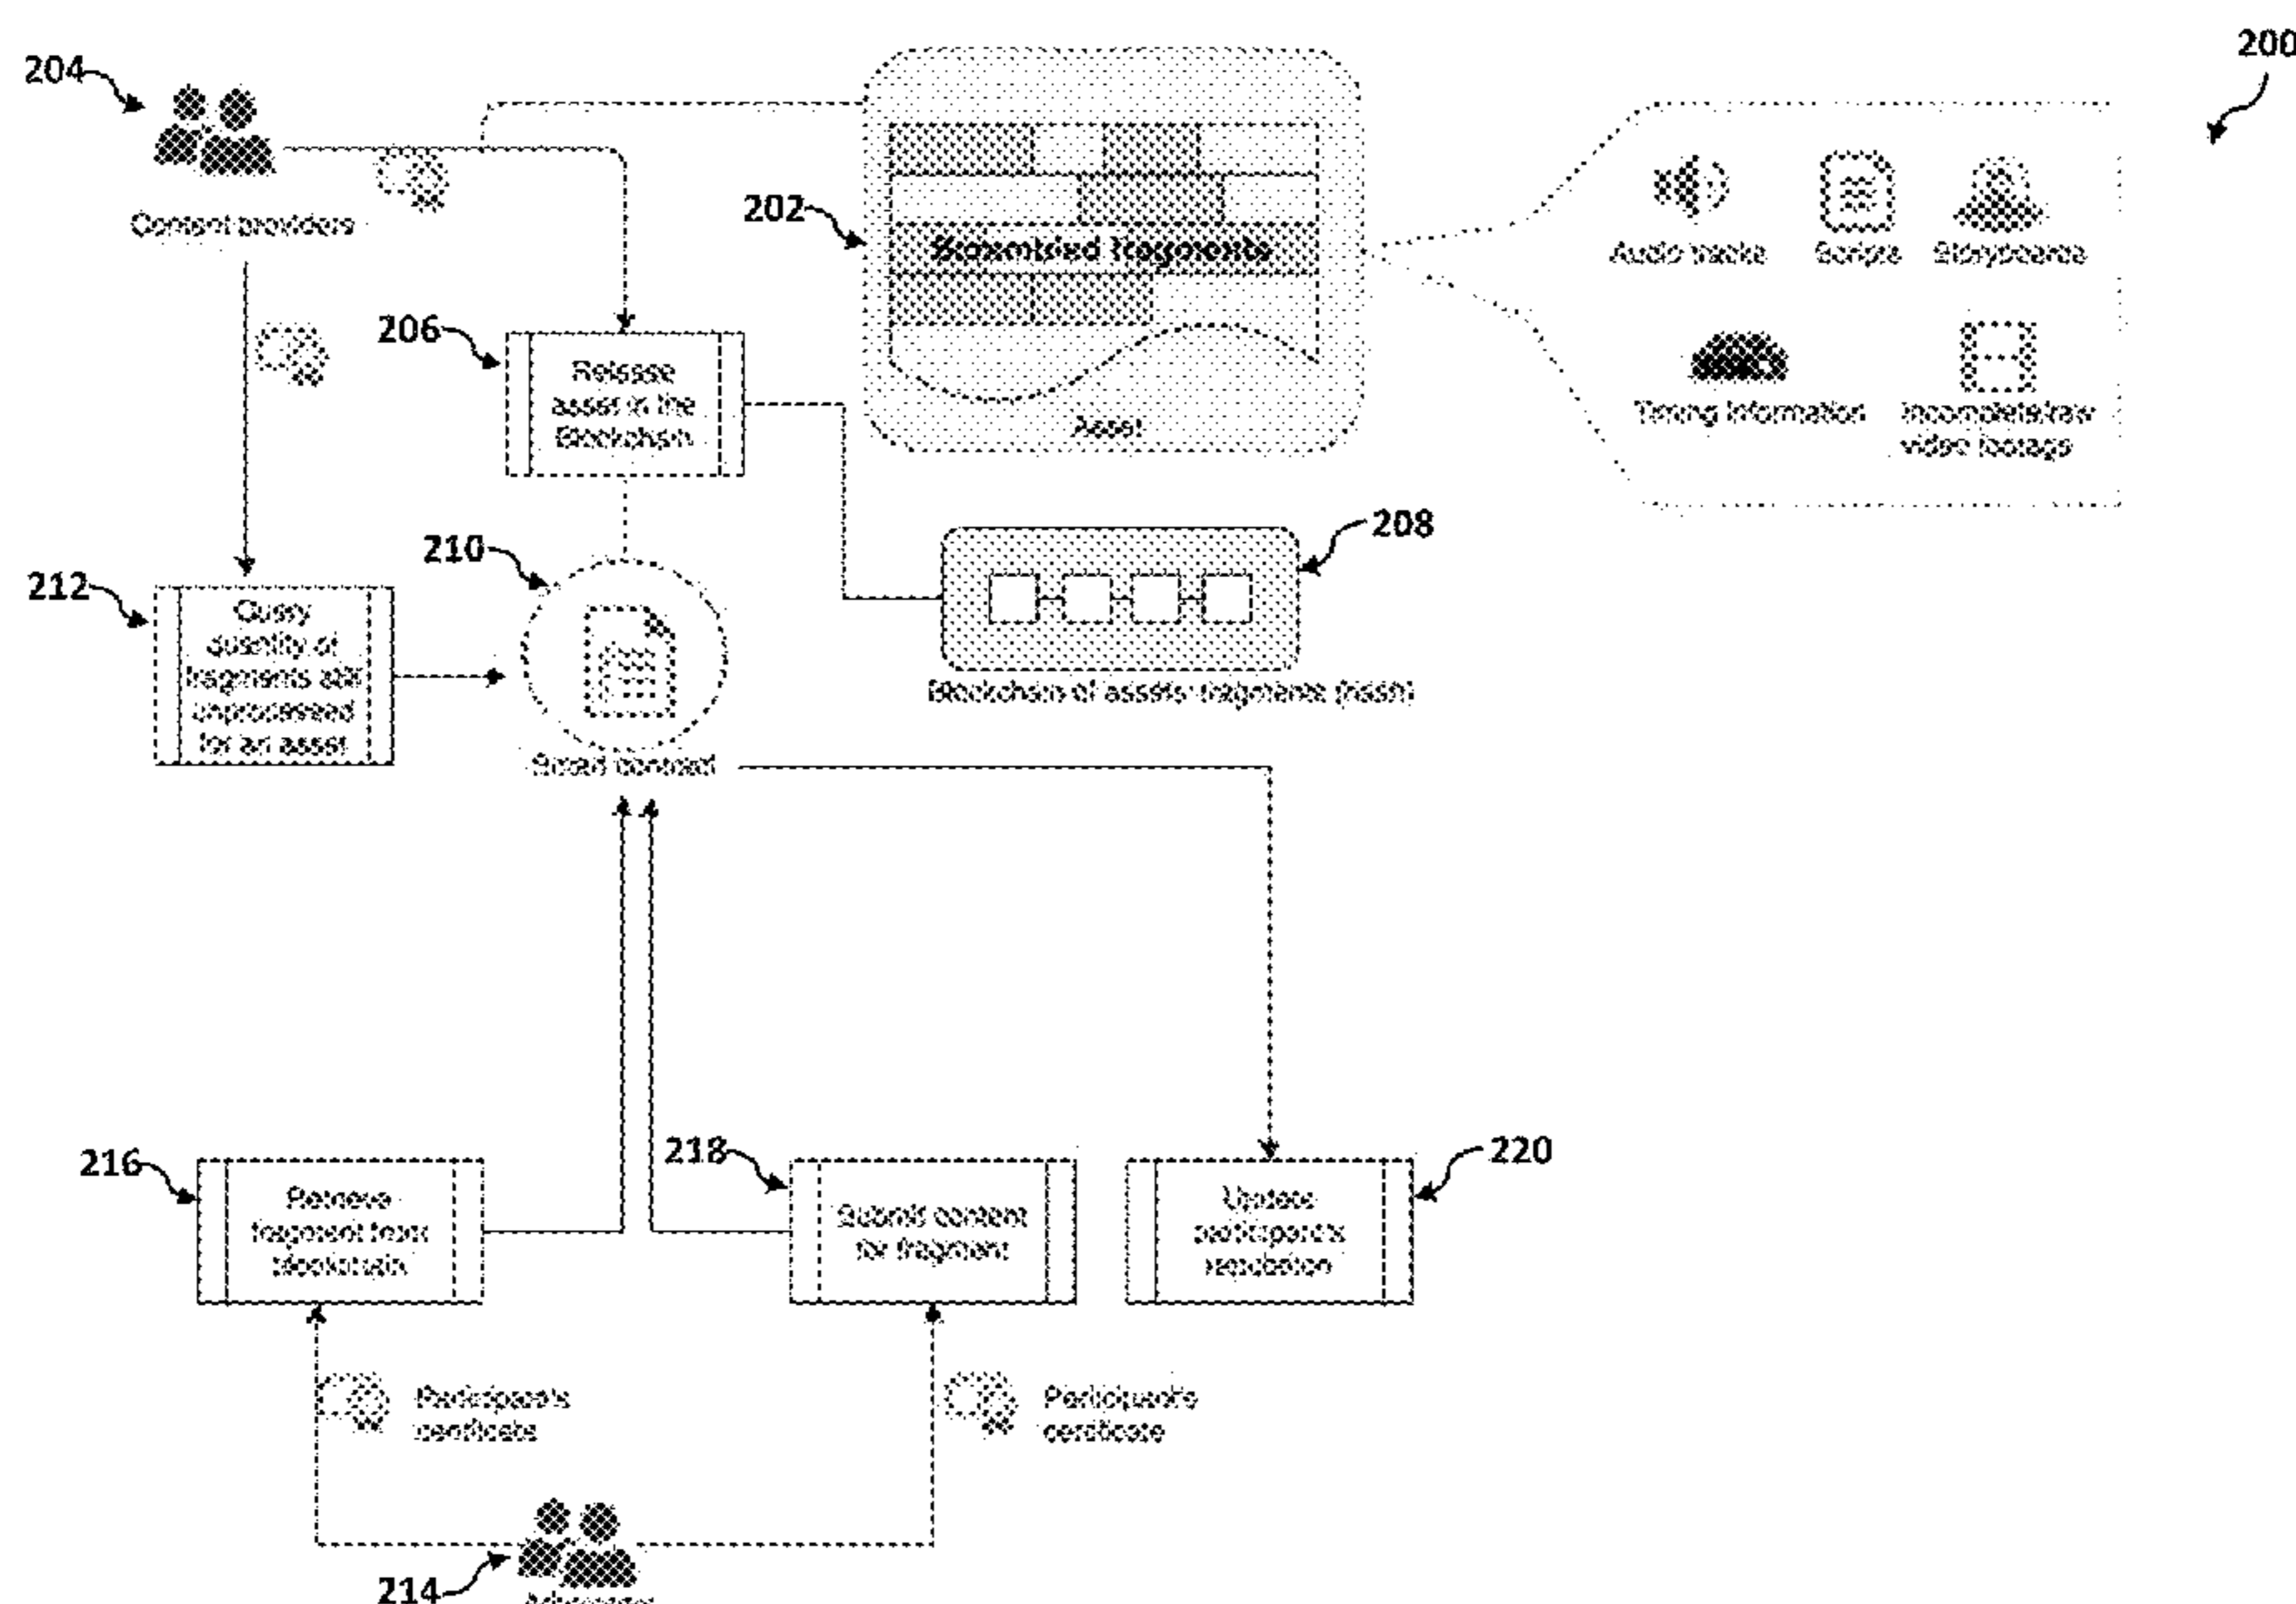 200
204
Content providers
202
fragments
Asset
Audio tracks
Scripts
Storyboards
Timing information
Incomplete/raw
video footage
206
Release
asset in the
Blockchain
208
Blockchain of assets' fragments (hash)
210
Smart contract
212
Query
quantity of
fragments
unprocessed
for an asset
216
Retrieve
fragment from
blockchain
218
Submit content
for fragment
220
Update
participant's
reputation
Participant's
certificate
Participant's
certificate
214